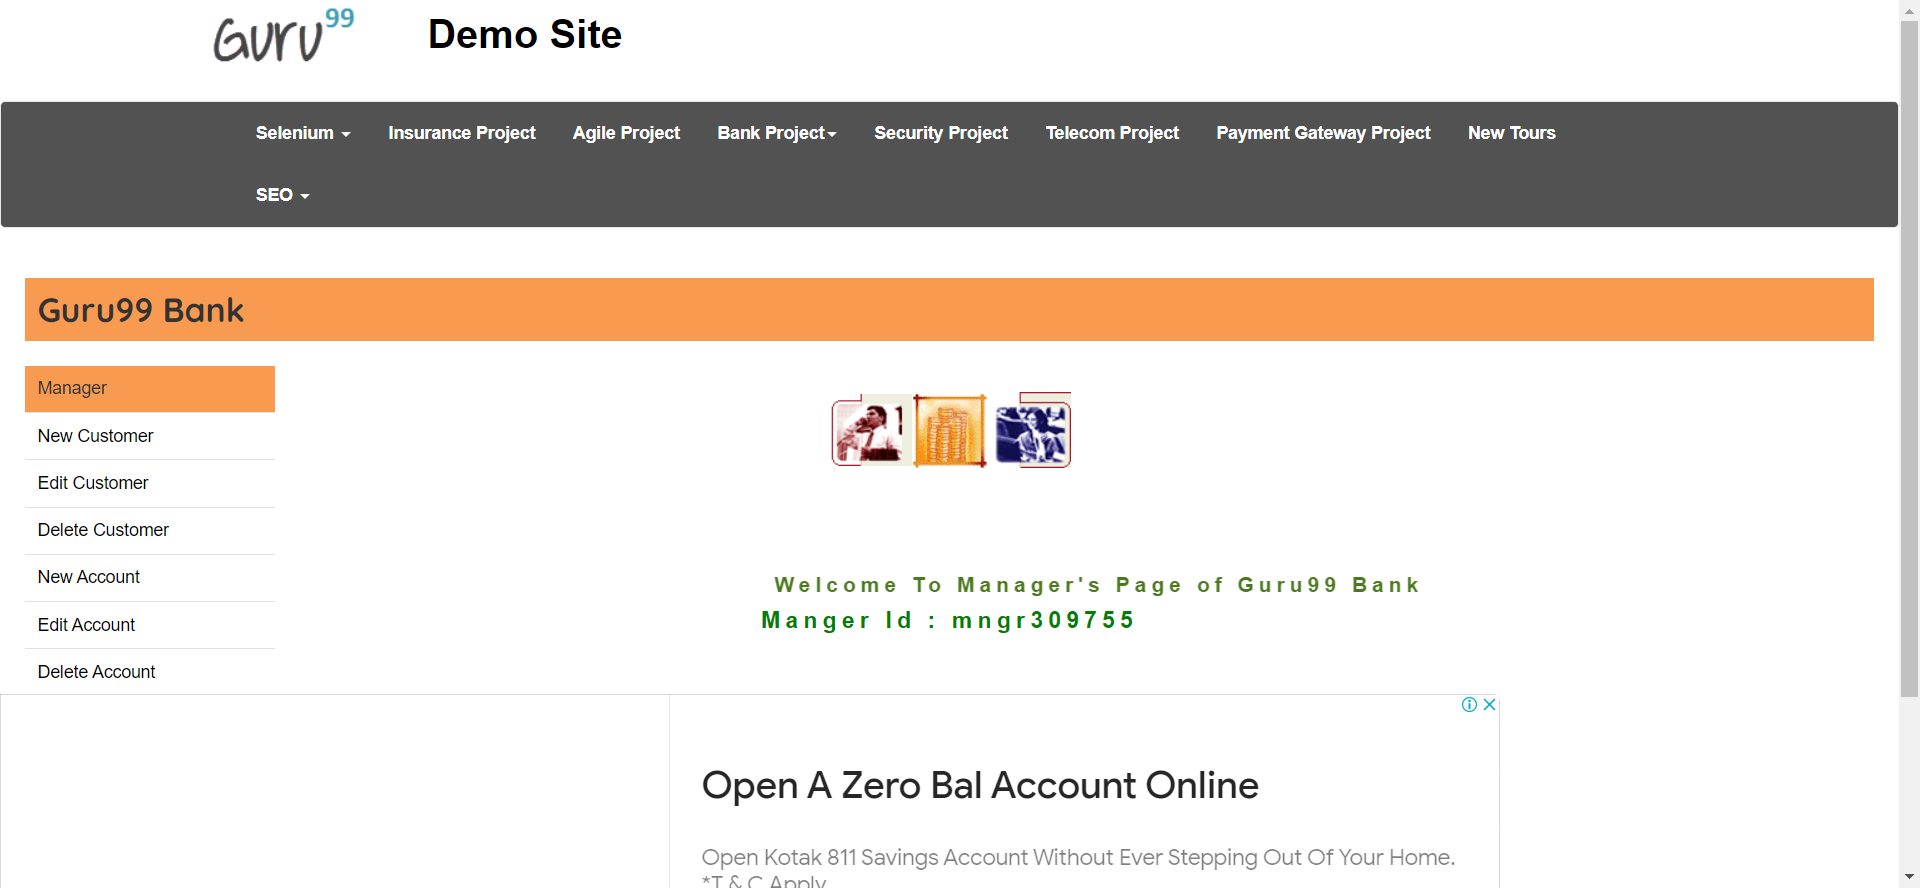 Guru99
Demo Site
Selenium Insurance Project Agile Project Bank Project Security Project Telecom Project Payment Gateway Project New Tours
SEO
Guru99 Bank
Manager
New Customer
Edit Customer
Delete Customer
New Account
Edit Account
Delete Account
Welcome To Manager's Page of Guru99 Bank
Manger Id : mngr309755
Open A Zero Bal Account Online
Open Kotak 811 Savings Account Without Ever Stepping Out Of Your Home.
*T & C Apply